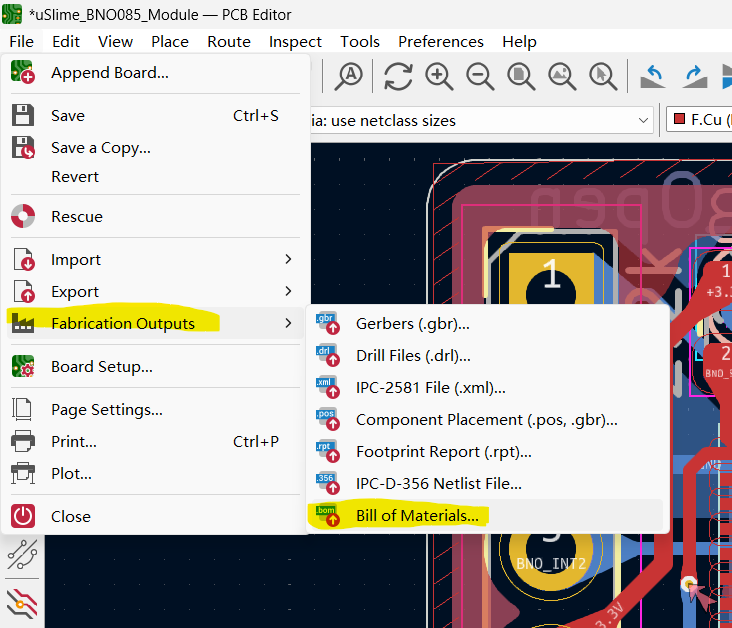 *uSlime_BNO085_Module — PCB Editor
File Edit View Place Route Inspect Tools Preferences Help
Append Board...
Save Ctrl+S
Save a Copy...
Revert
Rescue
Import
Export
Fabrication Outputs
Board Setup...
Page Settings...
Print... Ctrl+P
Plot...
Close
ia: use netclass sizes
F.Cu
.gbr Gerbers (.gbr)...
.drl Drill Files (.drl)...
.xml IPC-2581 File (.xml)...
.pos Component Placement (.pos, .gbr)...
.rpt Footprint Report (.rpt)...
.356 IPC-D-356 Netlist File...
.bom Bill of Materials...
1
1
+3.3
2
BNO_
BNO_INT2
3.3V